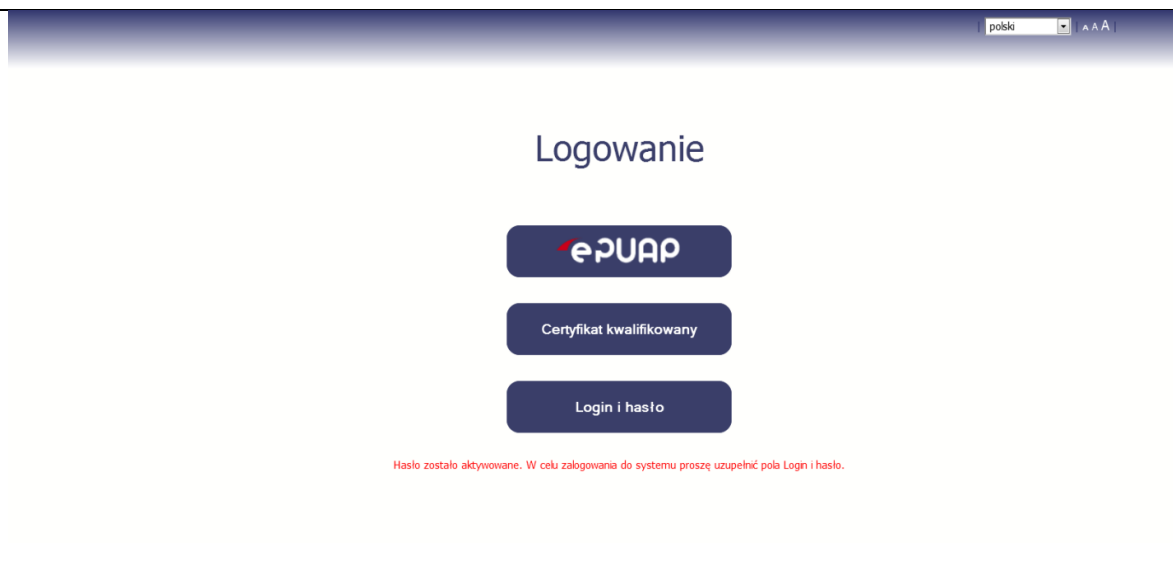 polski
A A A
Logowanie
ePUAP
Certyfikat kwalifikowany
Login i hasło
Hasło zostało aktywowane. W celu zalogowania do systemu proszę uzupełnić pola Login i hasło.